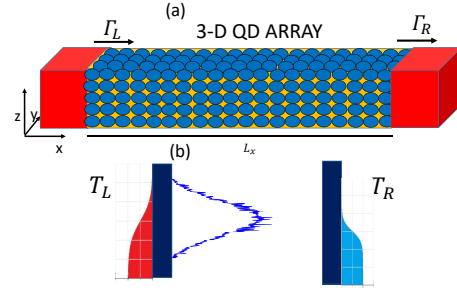 (a)
Γ_L 3-D QD ARRAY Γ_R
z
y
x
L_x
(b)
T_L T_R